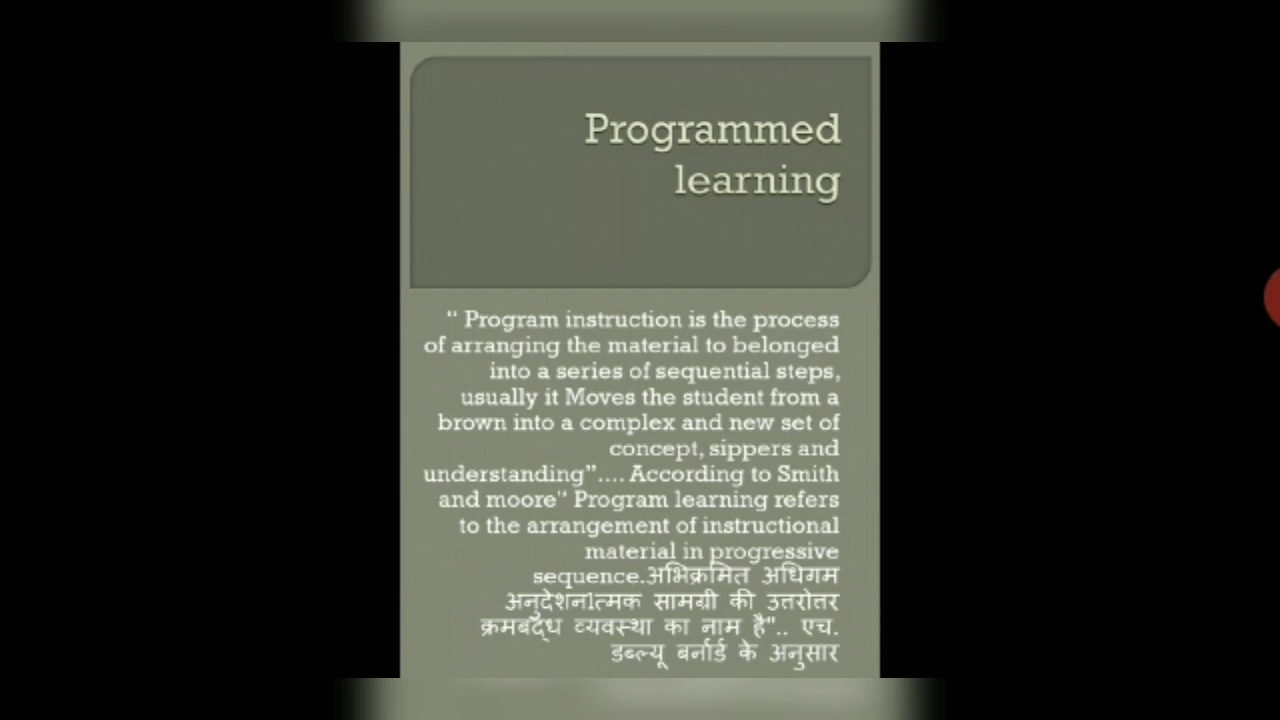 Programmed
learning
“ Program instruction is the process
of arranging the material to belonged
into a series of sequential steps,
usually it Moves the student from a
brown into a complex and new set of
concept, sippers and
understanding”.... According to Smith
and moore" Program learning refers
to the arrangement of instructional
material in progressive
sequence.अभिक्रमित अधिगम
अनुदेशन1त्मक सामग्री की उत्तरोत्तर
क्रमबद्ध व्यवस्था का नाम है".. एच.
डब्ल्यू बर्नार्ड के अनुसार